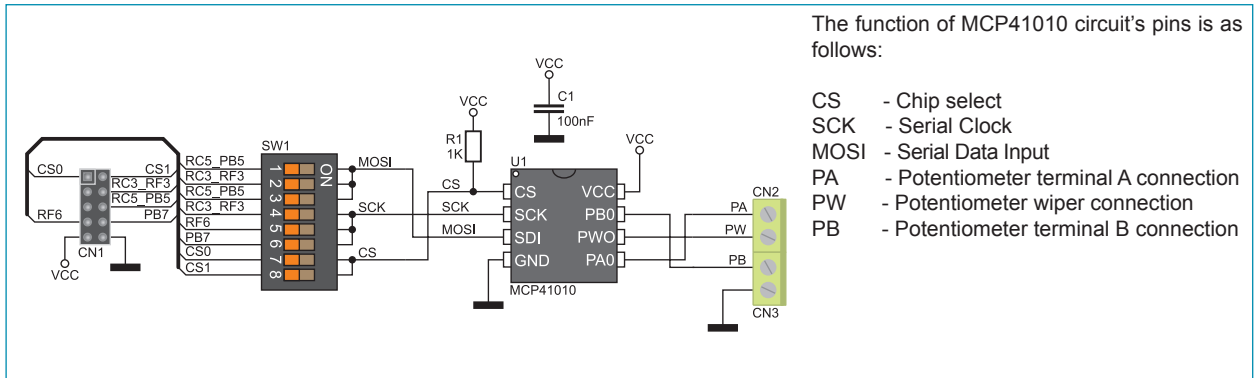 The function of MCP41010 circuit's pins is as
follows:
CS - Chip select
SCK - Serial Clock
MOSI - Serial Data Input
PA - Potentiometer terminal A connection
PW - Potentiometer wiper connection
PB - Potentiometer terminal B connection
VCC
C1
100nF
VCC
R1
1K
VCC
SW1
ON
1
2
3
4
5
6
7
8
RC5_PB5
RC3_RF3
RC5_PB5
RC3_RF3
RF6
PB7
CS0
CS1
CS0
CS1
RC3_RF3
RC5_PB5
RF6
PB7
CN1
VCC
MOSI
SCK
CS
CS
SCK
MOSI
U1
CS VCC
SCK PB0
SDI PWO
GND PA0
MCP41010
CN2
PA
PW
PB
CN3